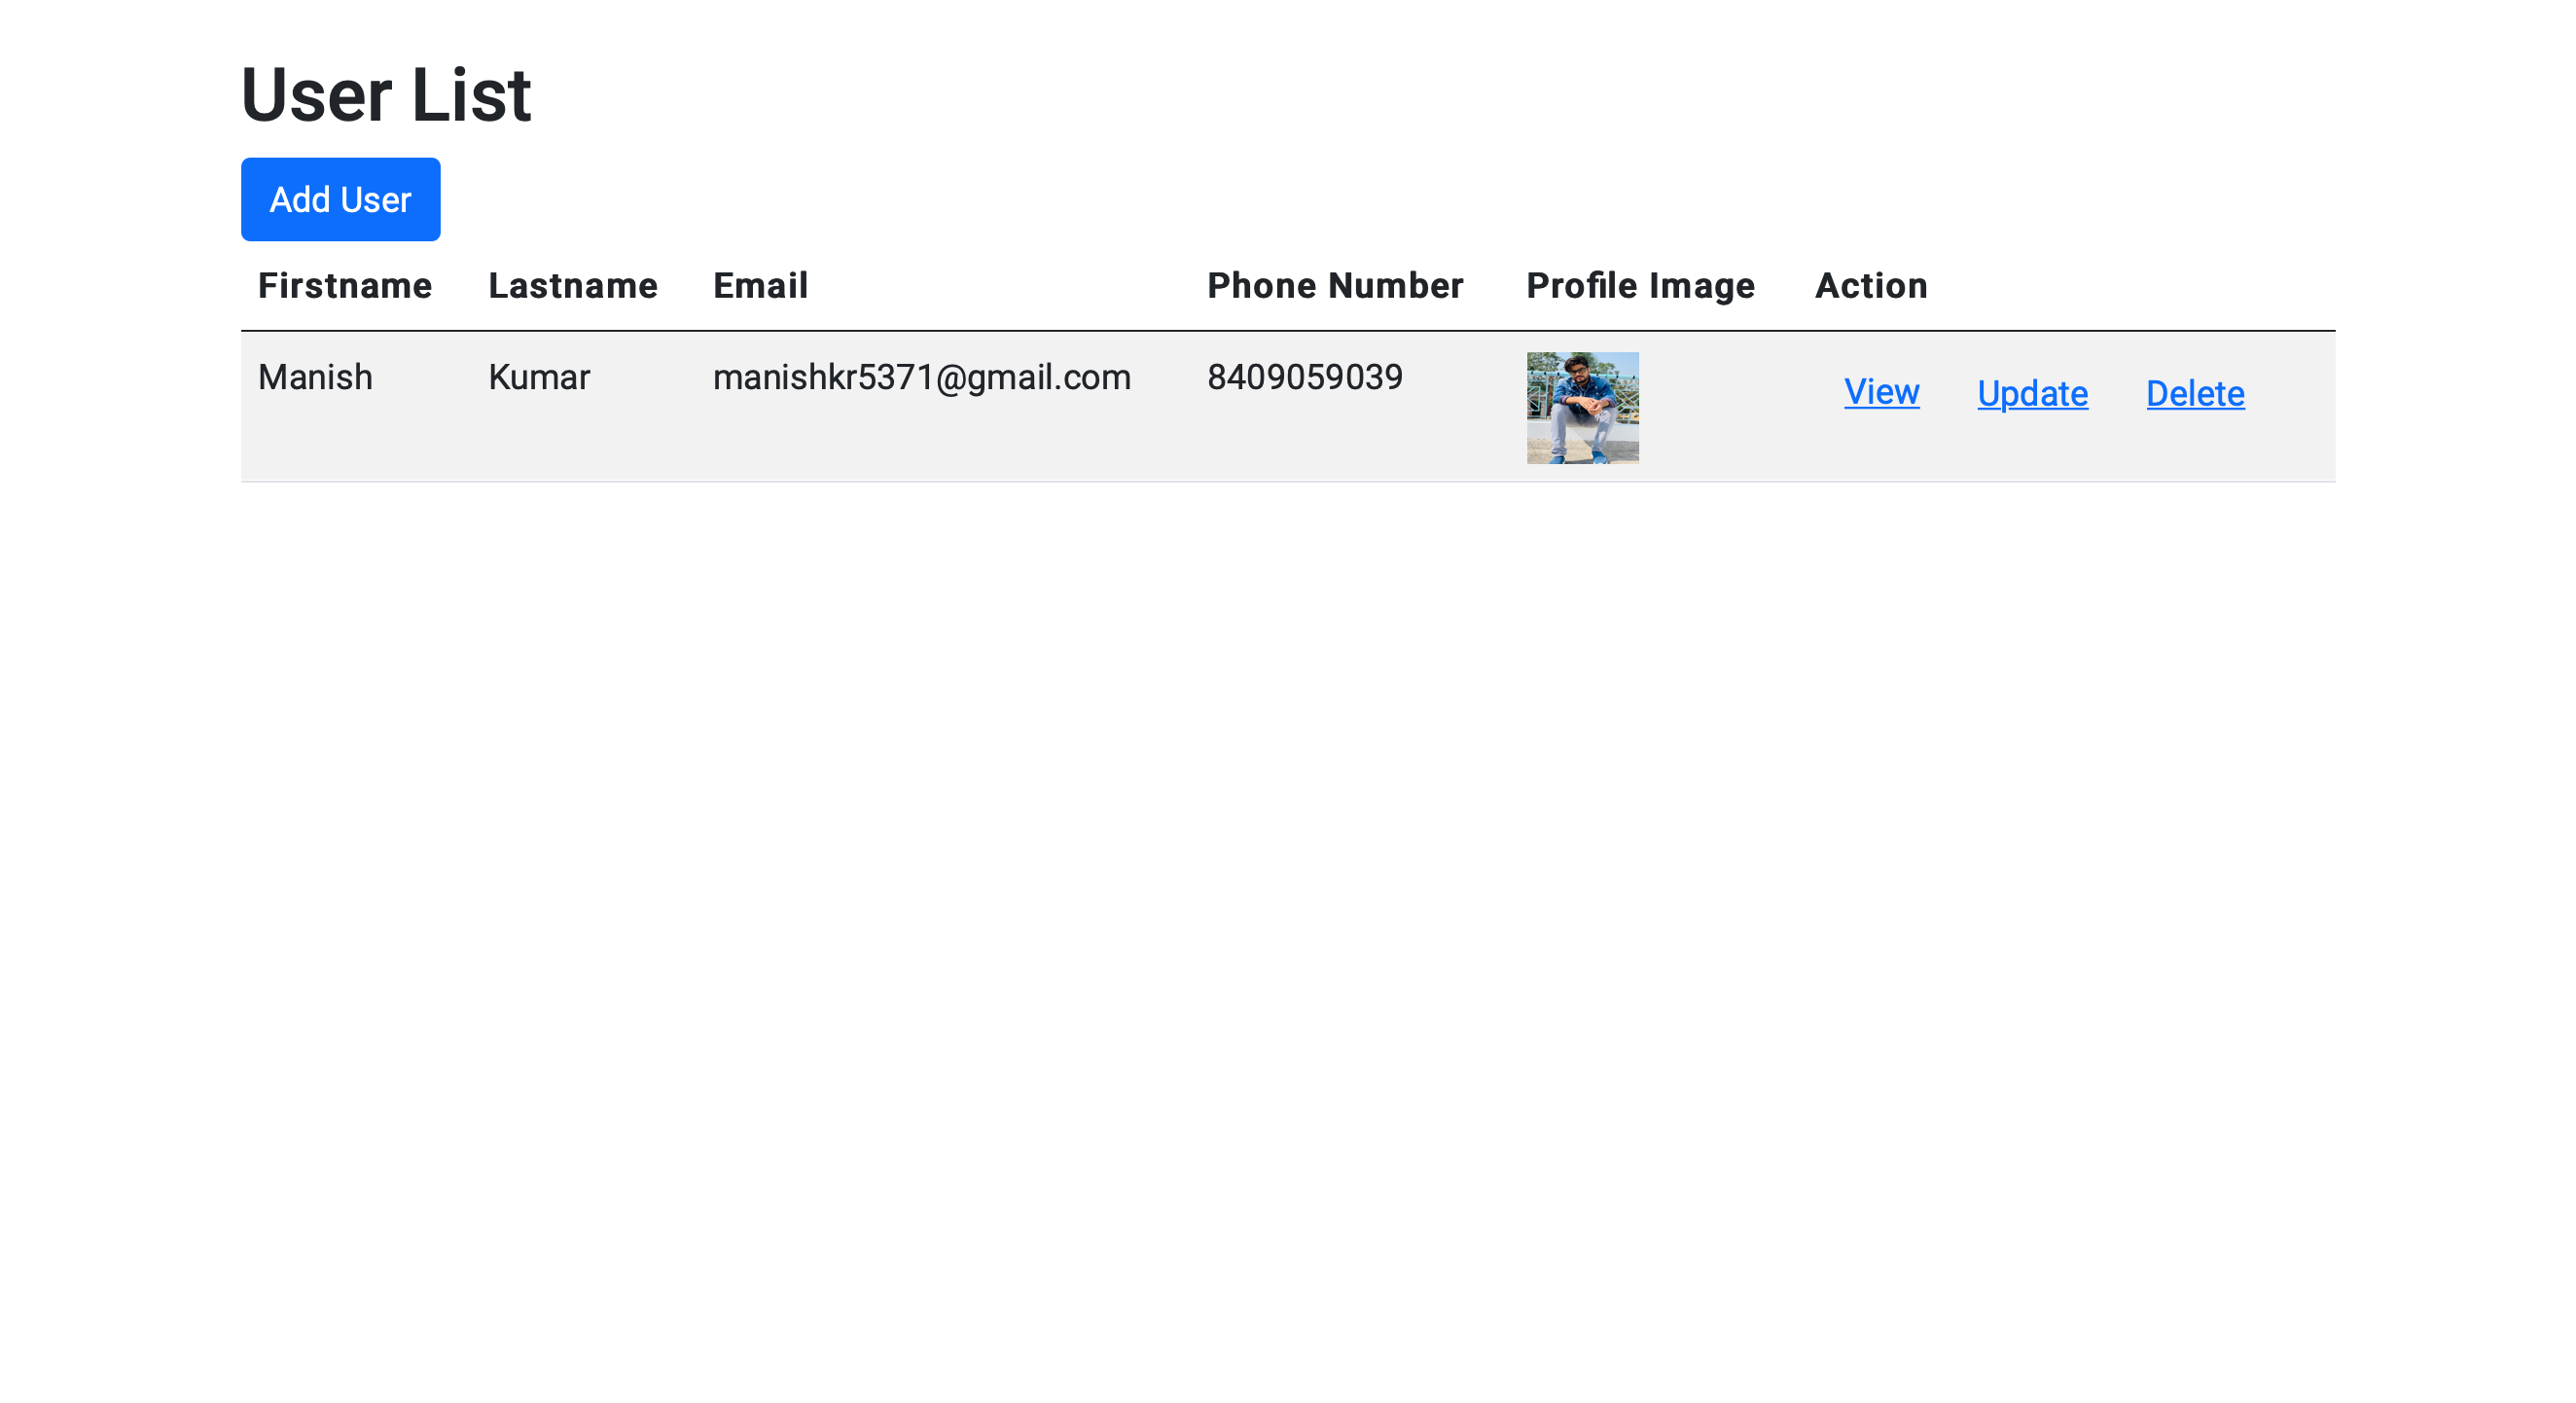 User List
Add User
Firstname Lastname Email Phone Number Profile Image Action
Manish Kumar manishkr5371@gmail.com 8409059039 View Update Delete